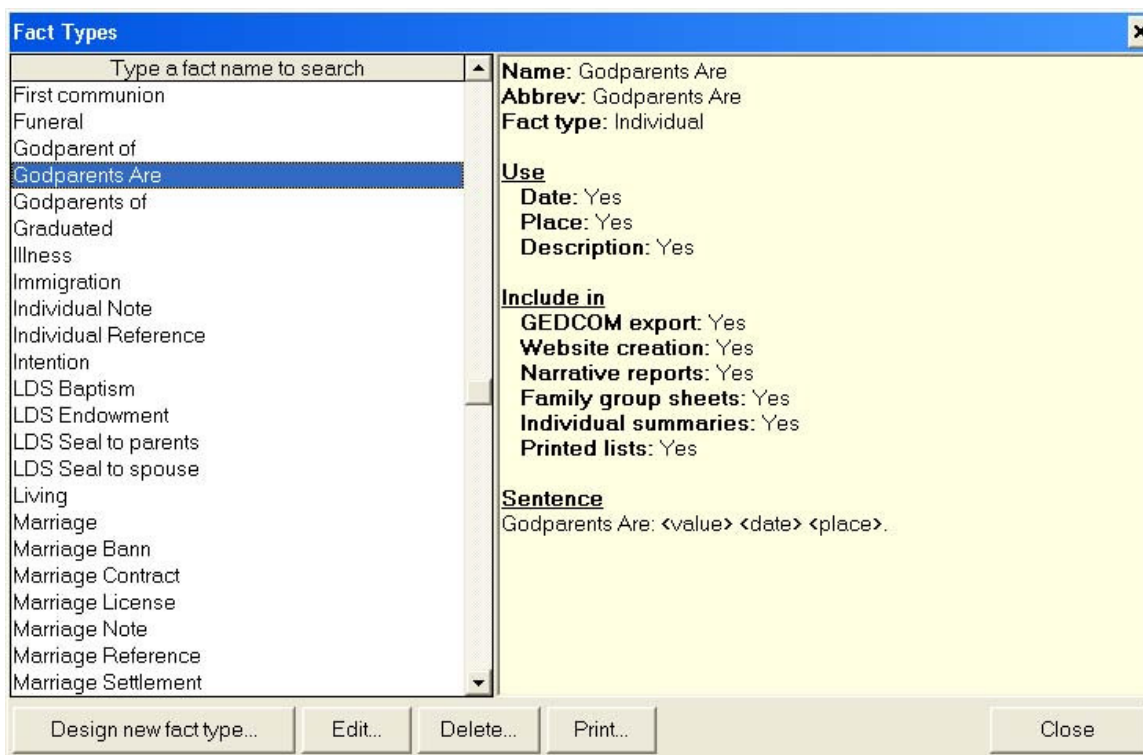 Fact Types
Type a fact name to search
First communion
Funeral
Godparent of
Godparents Are
Godparents of
Graduated
Illness
Immigration
Individual Note
Individual Reference
Intention
LDS Baptism
LDS Endowment
LDS Seal to parents
LDS Seal to spouse
Living
Marriage
Marriage Bann
Marriage Contract
Marriage License
Marriage Note
Marriage Reference
Marriage Settlement
Name: Godparents Are
Abbrev: Godparents Are
Fact type: Individual
Use
Date: Yes
Place: Yes
Description: Yes
Include in
GEDCOM export: Yes
Website creation: Yes
Narrative reports: Yes
Family group sheets: Yes
Individual summaries: Yes
Printed lists: Yes
Sentence
Godparents Are: <value> <date> <place>.
Design new fact type... Edit... Delete... Print... Close